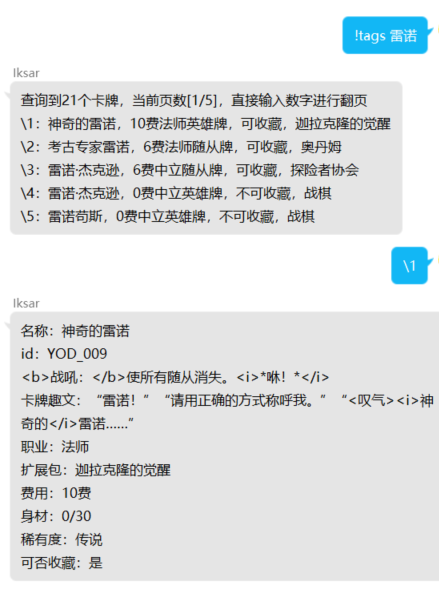 !tags 雷诺
Iksar
查询到21个卡牌，当前页数[1/5]，直接输入数字进行翻页
\1：神奇的雷诺，10费法师英雄牌，可收藏，迦拉克隆的觉醒
\2：考古专家雷诺，6费法师随从牌，可收藏，奥丹姆
\3：雷诺·杰克逊，6费中立随从牌，可收藏，探险者协会
\4：雷诺·杰克逊，0费中立英雄牌，不可收藏，战棋
\5：雷诺苟斯，0费中立英雄牌，不可收藏，战棋
\1
Iksar
名称：神奇的雷诺
id：YOD_009
<b>战吼：</b>使所有随从消失。<i>*咻！*</i>
卡牌趣文：“雷诺！”“请用正确的方式称呼我。”“<叹气><i>神
奇的</i>雷诺……”
职业：法师
扩展包：迦拉克隆的觉醒
费用：10费
身材：0/30
稀有度：传说
可否收藏：是